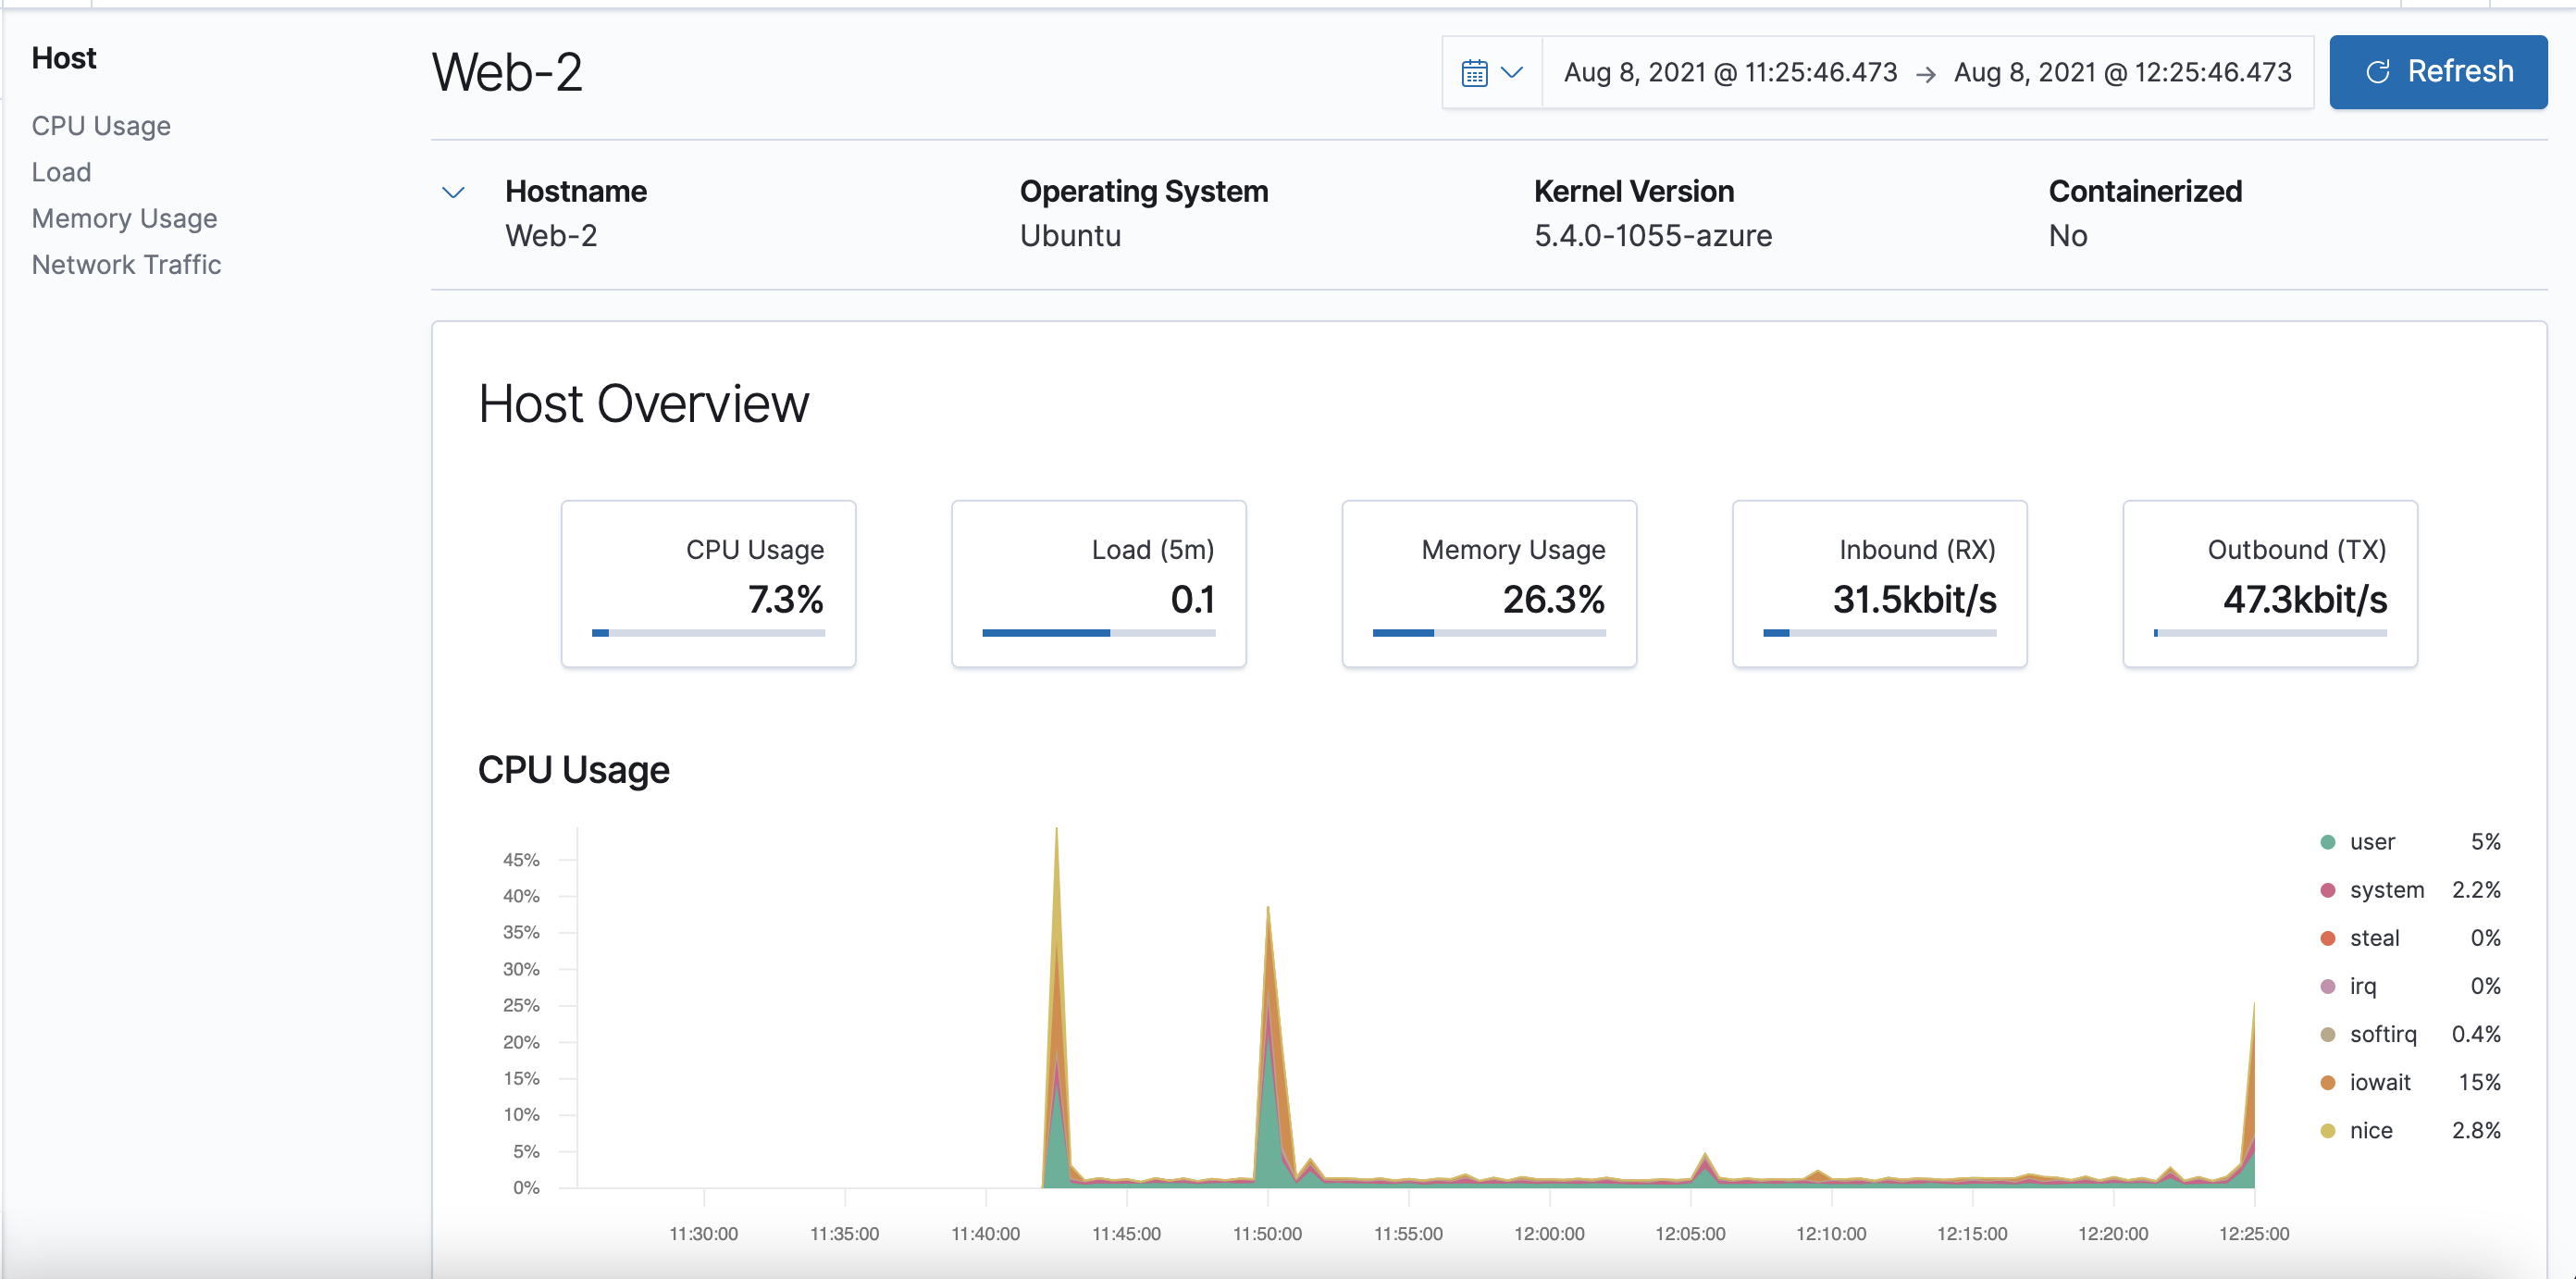 Host
CPU Usage
Load
Memory Usage
Network Traffic
Web-2
Aug 8, 2021 @ 11:25:46.473 → Aug 8, 2021 @ 12:25:46.473
Refresh
Hostname
Web-2
Operating System
Ubuntu
Kernel Version
5.4.0-1055-azure
Containerized
No
Host Overview
CPU Usage
7.3%
Load (5m)
0.1
Memory Usage
26.3%
Inbound (RX)
31.5kbit/s
Outbound (TX)
47.3kbit/s
CPU Usage
45%
40%
35%
30%
25%
20%
15%
10%
5%
0%
11:30:00 11:35:00 11:40:00 11:45:00 11:50:00 11:55:00 12:00:00 12:05:00 12:10:00 12:15:00 12:20:00 12:25:00
user 5%
system 2.2%
steal 0%
irq 0%
softirq 0.4%
iowait 15%
nice 2.8%